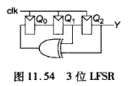 clk
Q₀ Q₁ Q₂ Y
图 11.54 3 位 LFSR